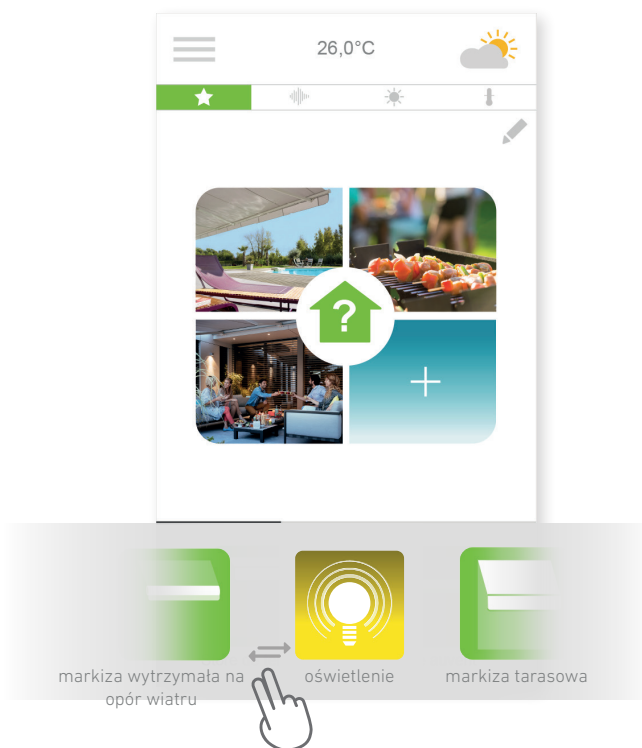 26,0°C
?
markiza wytrzymała na
opór wiatru
oświetlenie
markiza tarasowa